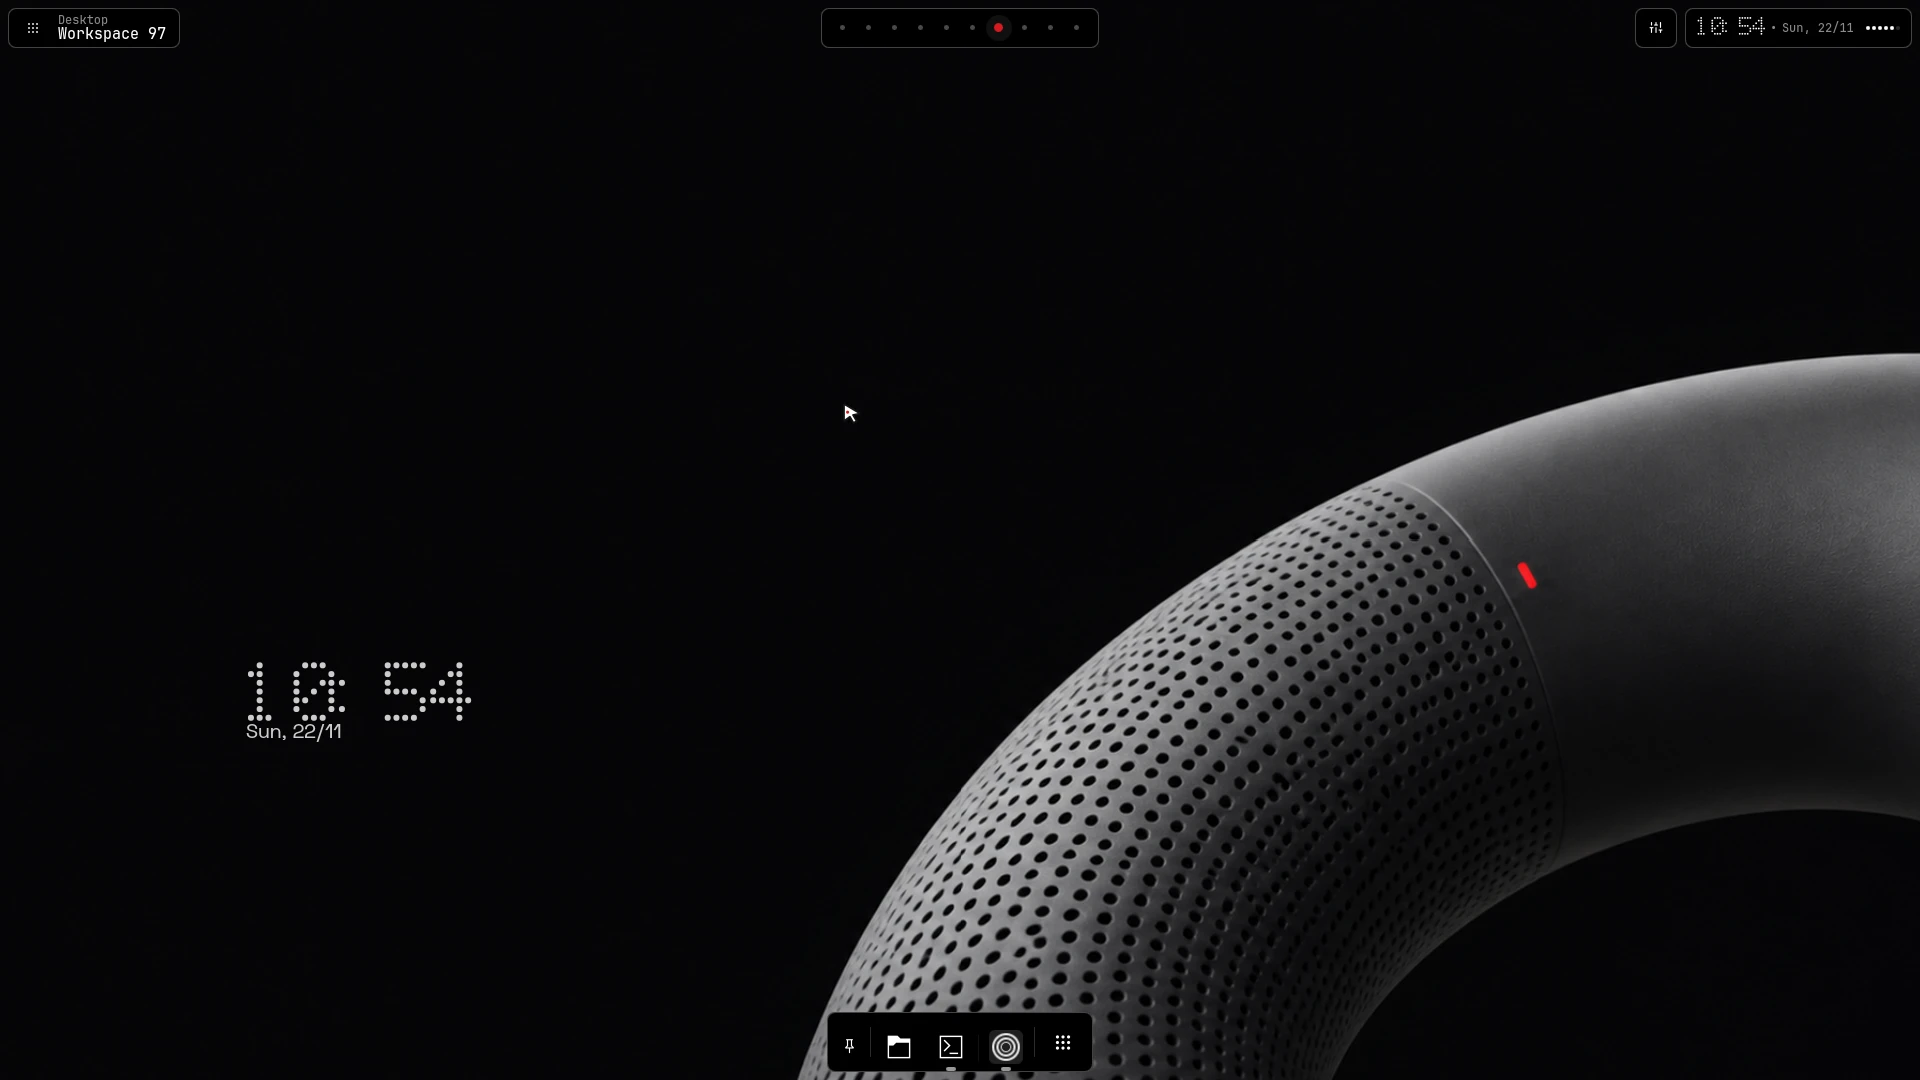 Desktop
Workspace 97
10:54 • Sun, 22/11
10:54
Sun, 22/11